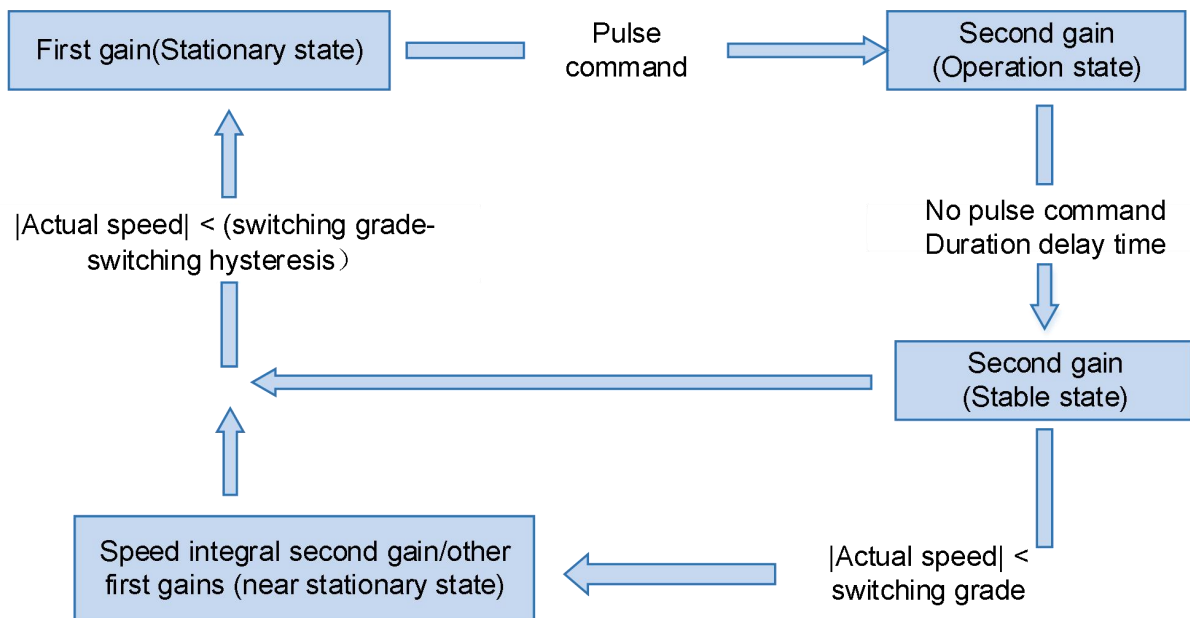 First gain(Stationary state)
Pulse
command
Second gain
(Operation state)
|Actual speed| < (switching grade-
switching hysteresis）
No pulse command
Duration delay time
Second gain
(Stable state)
Speed integral second gain/other
first gains (near stationary state)
|Actual speed| <
switching grade